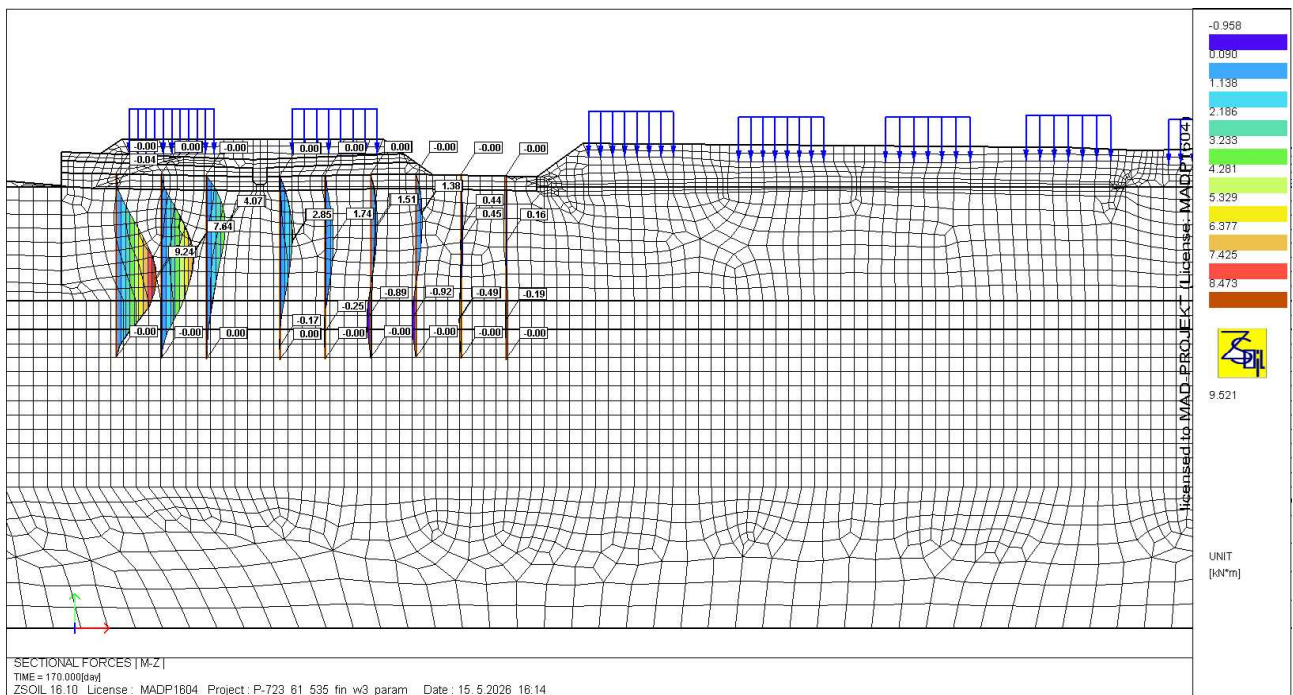 -0.958
0.090
1.138
2.186
3.233
4.281
5.329
6.377
7.425
8.473
ZSoil
9.521
UNIT
[kN*m]
licensed to MAD-PROJEKT (License: MADP1604)
-0.00 0.00 -0.00 0.00 0.00 0.00 -0.00 -0.00 -0.00
-0.04
1.38
4.07 1.51 0.44
2.85 1.74 0.45 0.16
7.64
9.24
-0.89 -0.92 -0.49 -0.19
-0.25
-0.17
-0.00 -0.00 0.00 0.00 -0.00 -0.00 -0.00 -0.00 -0.00
SECTIONAL FORCES | M-Z |
TIME = 170.000[day]
ZSOIL 16.10 License : MADP1604 Project : P-723_61_535_fin_w3_param Date : 15. 5.2026 16:14